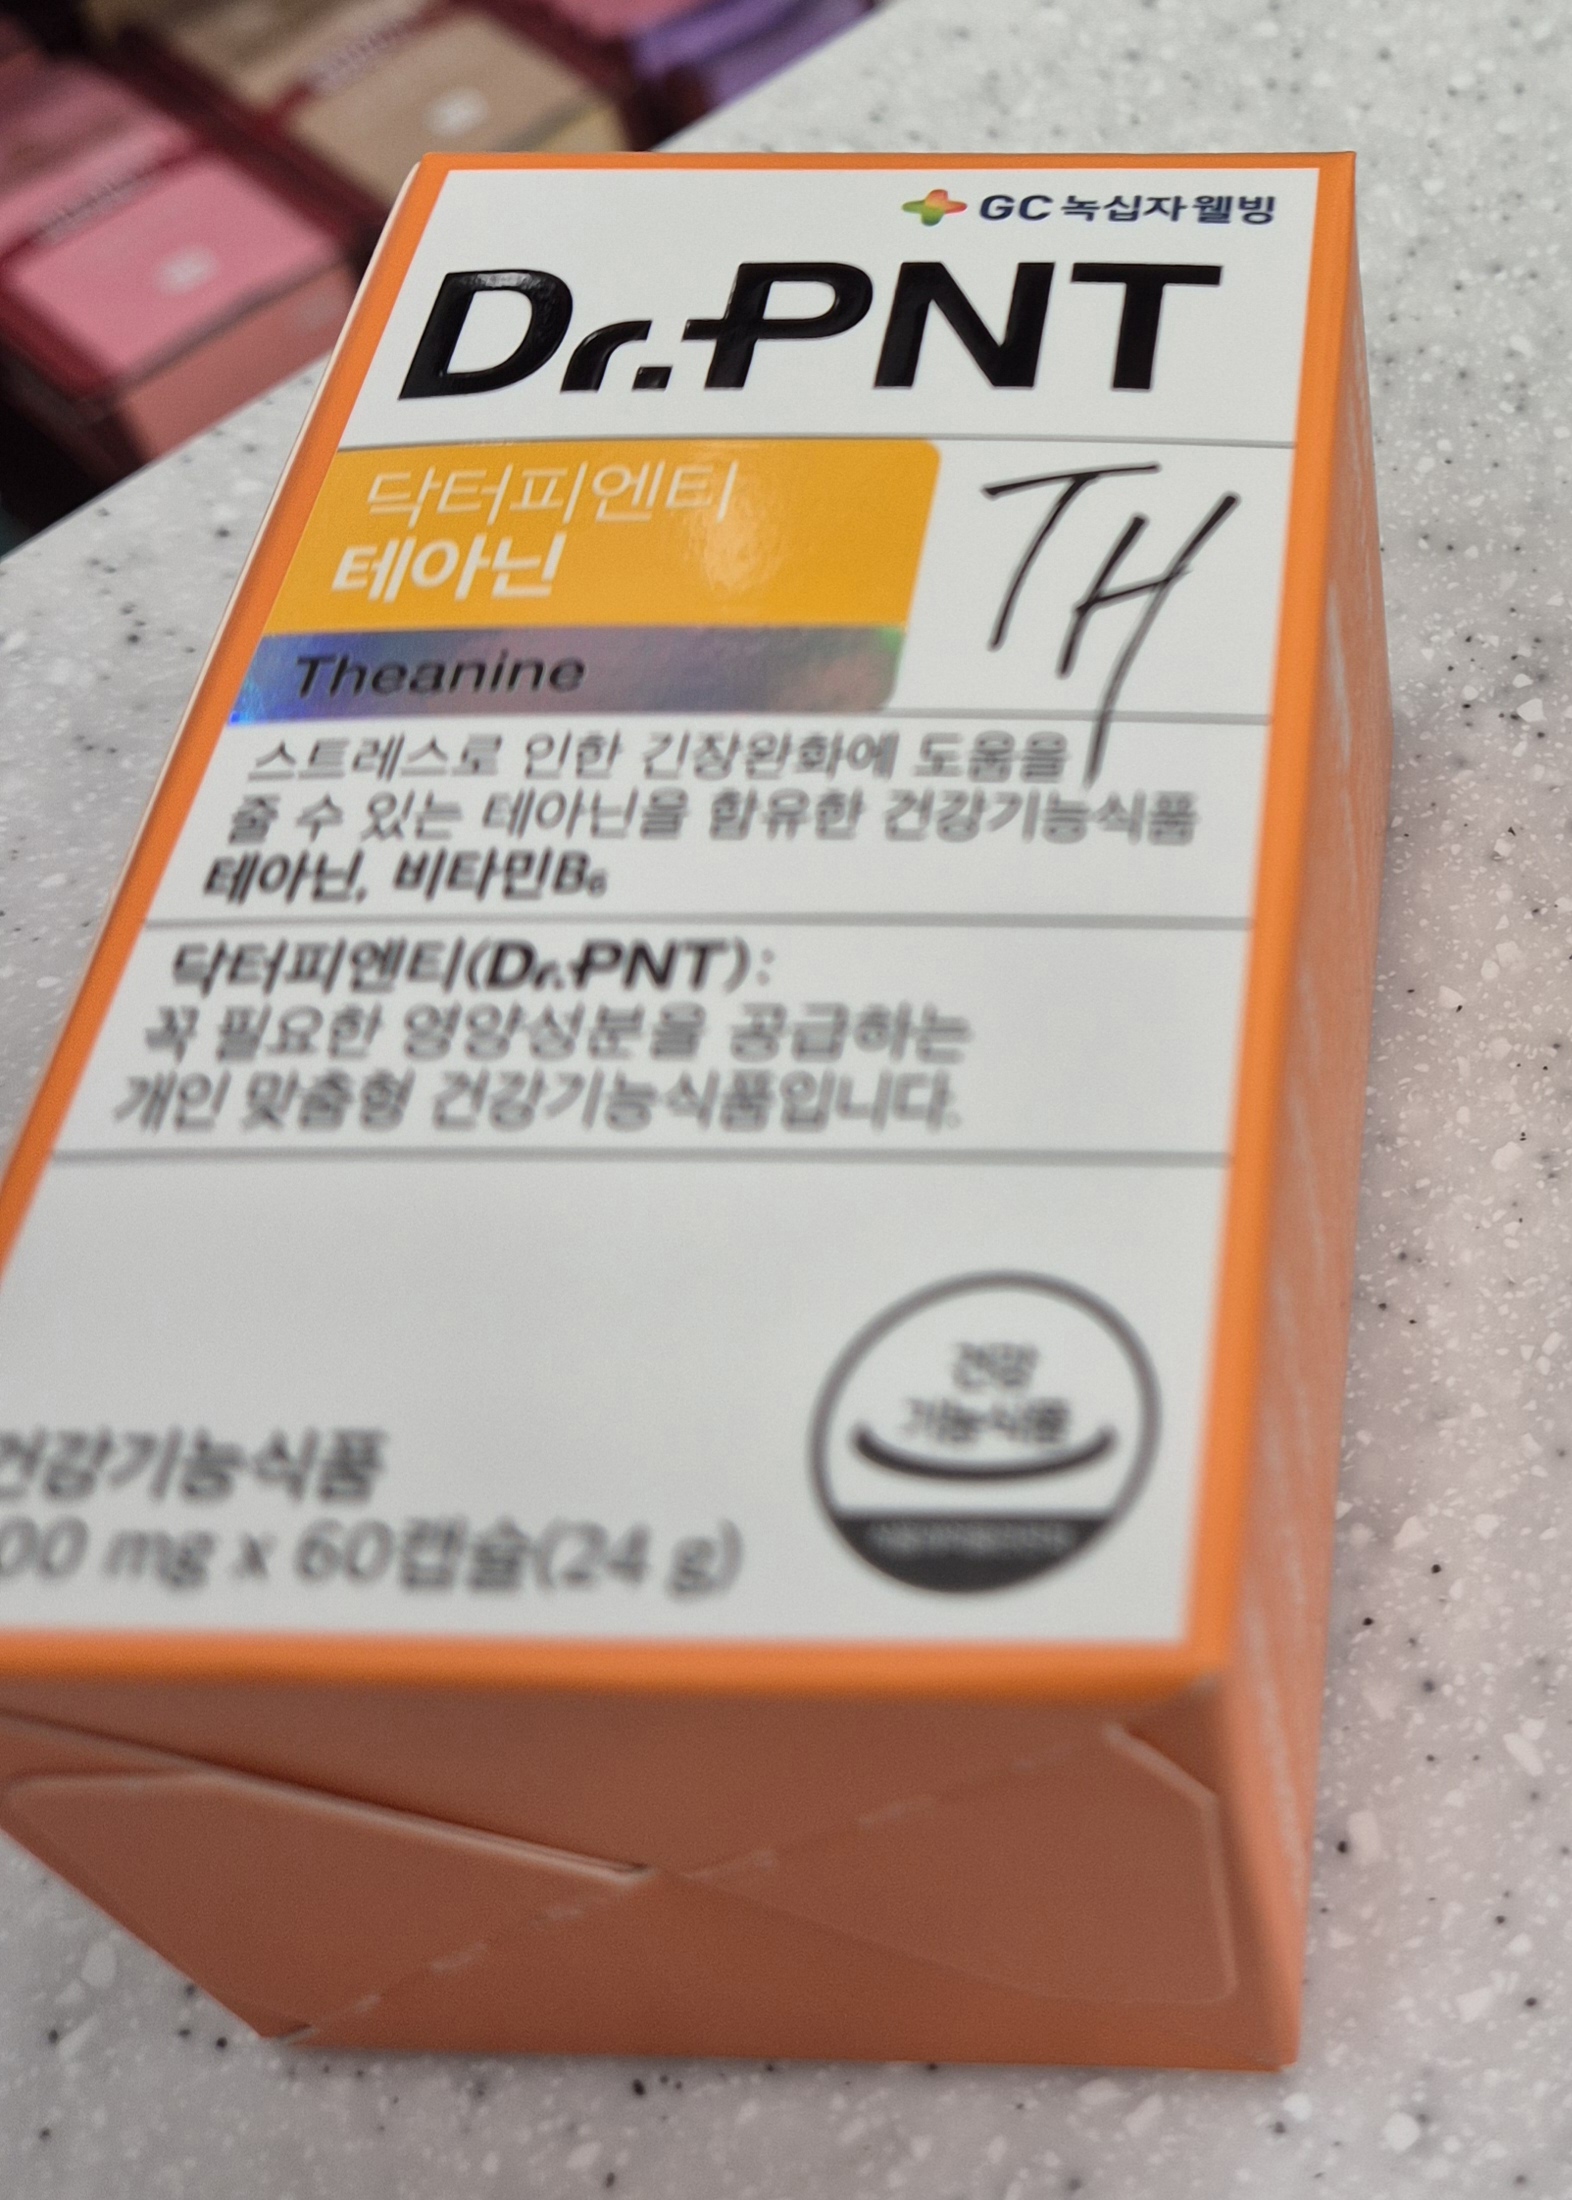 GC녹십자웰빙
Dr.PNT
닥터피엔티
테아닌
TH
Theanine
스트레스로 인한 긴장완화에 도움을
줄 수 있는 테아닌을 함유한 건강기능식품
테아닌, 비타민B₆
닥터피엔티(Dr.PNT):
꼭 필요한 영양성분을 공급하는
개인 맞춤형 건강기능식품입니다.
건강
기능식품
건강기능식품
00 mg x 60캡슐(24 g)